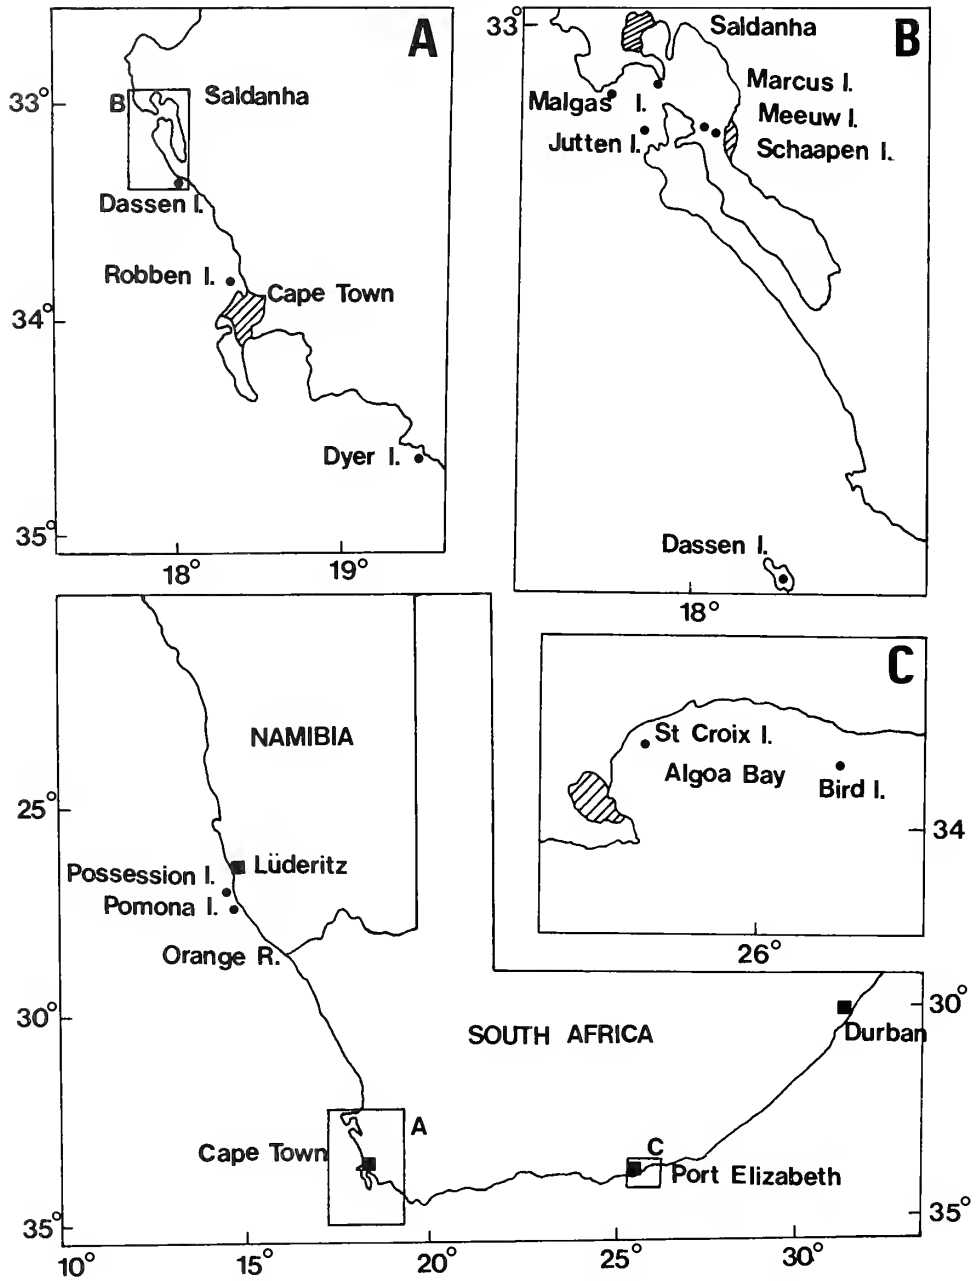 A
33°
B
Saldanha
Dassen I.
Robben I.
Cape Town
34°
Dyer I.
35°
18°
19°
33°
Saldanha
B
Marcus I.
Malgas I.
Meeuw I.
Jutten I.
Schaapen I.
Dassen I.
18°
C
St Croix I.
Algoa Bay
Bird I.
34
26°
NAMIBIA
25°
Lüderitz
Possession I.
Pomona I.
Orange R.
30°
SOUTH AFRICA
30°
Durban
A
Cape Town
C
Port Elizabeth
35°
35°
10°
15°
20°
25°
30°